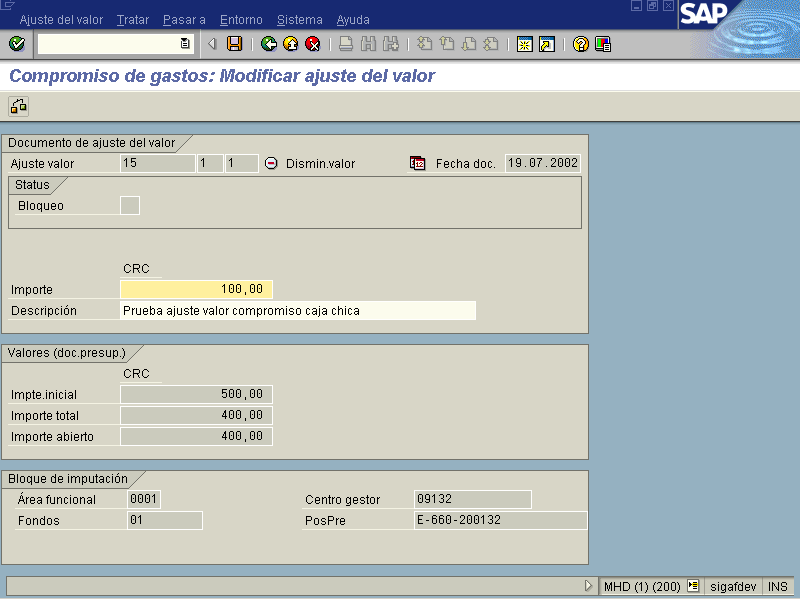 Ajuste del valor Tratar Pasar a Entorno Sistema Ayuda
SAP
Compromiso de gastos: Modificar ajuste del valor
Documento de ajuste del valor
Ajuste valor 15 1 1 Dismin.valor 12 Fecha doc. 19.07.2002
Status
Bloqueo
CRC
Importe 100,00
Descripción Prueba ajuste valor compromiso caja chica
Valores (doc.presup.)
CRC
Impte.inicial 500,00
Importe total 400,00
Importe abierto 400,00
Bloque de imputación
Área funcional 0001 Centro gestor 09132
Fondos 01 PosPre E-660-200132
MHD (1) (200) sigafdev INS